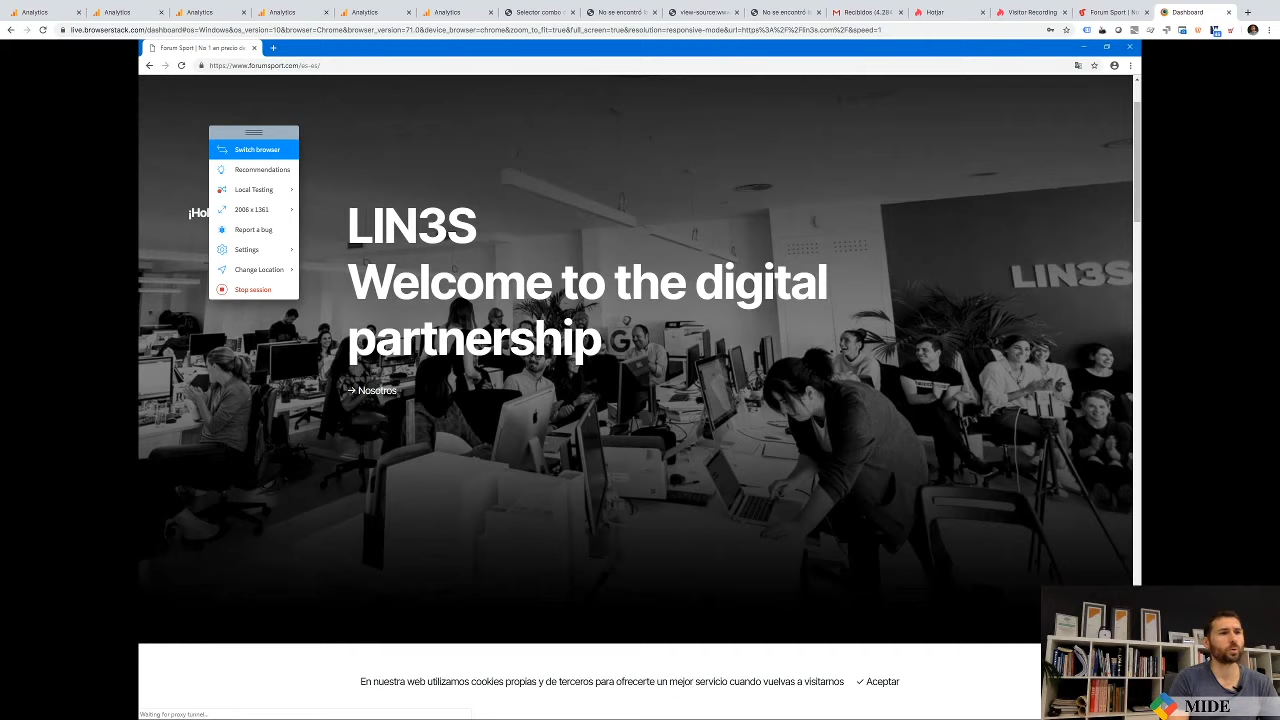 Analytics
Analytics
Analytics
Analytics
Analytics
Analytics
Selector combo
No se encontró
view-source:www
No se encontró
Recibidos (4.284
Hotjar
Visitor Recording
Forum Sport | No
Dashboard
live.browserstack.com/dashboard#os=Windows&os_version=10&browser=Chrome&browser_version=71.0&device_browser=chrome&zoom_to_fit=true&full_screen=true&resolution=responsive-mode&url=https%3A%2F%2Flin3s.com%2F&speed=1
Forum Sport | No 1 an precio de
https://www.forumsport.com/es-es/
Switch browser
Recommendations
Local Testing
2006 x 1361
Report a bug
Settings
Change Location
Stop session
¡Hol
LIN3S
Welcome to the digital
partnership
→ Nosotros
LIN3S
En nuestra web utilizamos cookies propias y de terceros para ofrecerte un mejor servicio cuando vuelvas a visitarnos
✓ Aceptar
Waiting for proxy tunnel...
MIDE